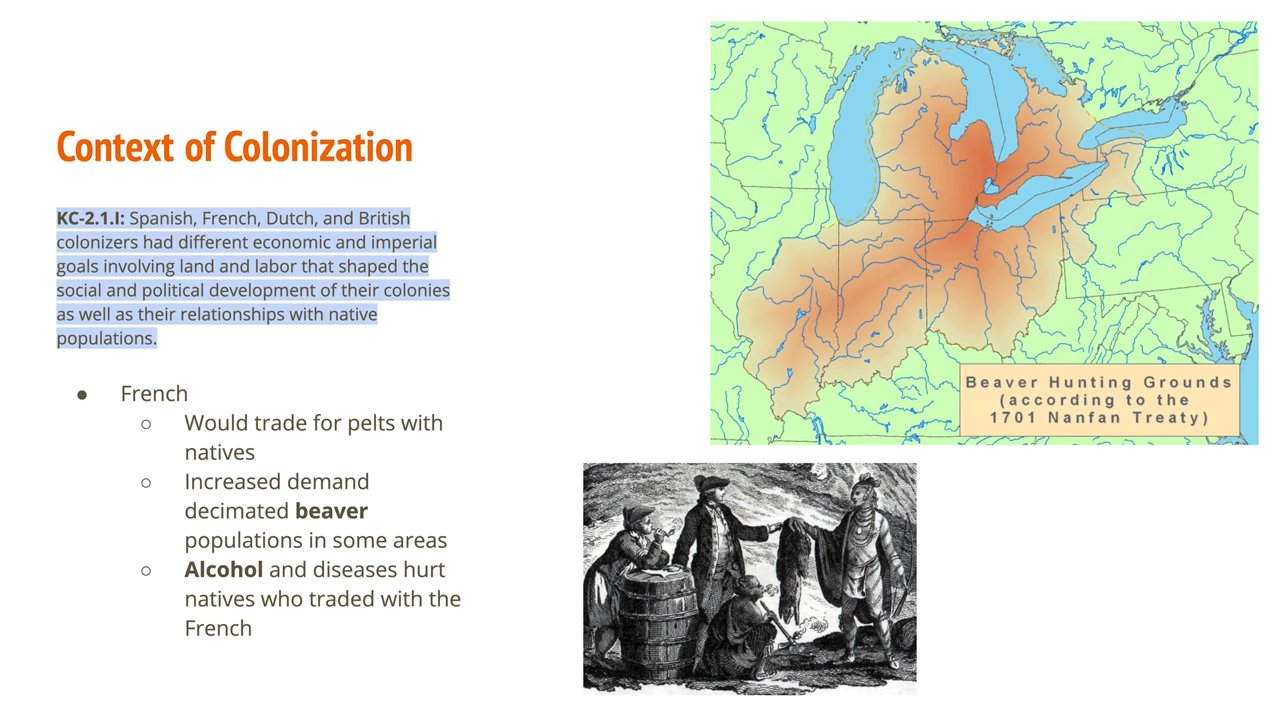 Context of Colonization
KC-2.1.I: Spanish, French, Dutch, and British
colonizers had different economic and imperial
goals involving land and labor that shaped the
social and political development of their colonies
as well as their relationships with native
populations.
● French
○ Would trade for pelts with
natives
○ Increased demand
decimated beaver
populations in some areas
○ Alcohol and diseases hurt
natives who traded with the
French
Beaver Hunting Grounds
(according to the
1701 Nanfan Treaty)